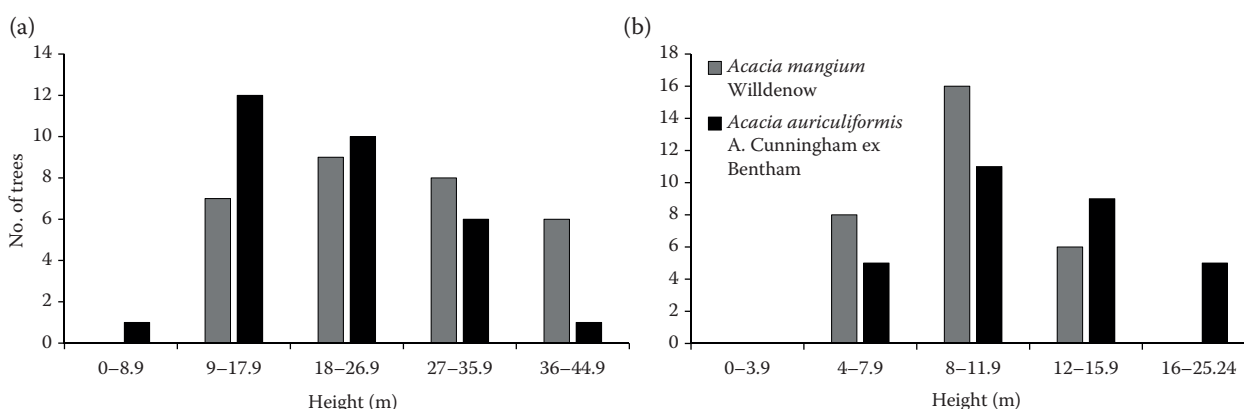 (a)
14
12
10
8
6
4
2
0
No. of trees
0–8.9 9–17.9 18–26.9 27–35.9 36–44.9
Height (m)
(b)
18
16
14
12
10
8
6
4
2
0
Acacia mangium
Willdenow
Acacia auriculiformis
A. Cunningham ex
Bentham
0–3.9 4–7.9 8–11.9 12–15.9 16–25.24
Height (m)